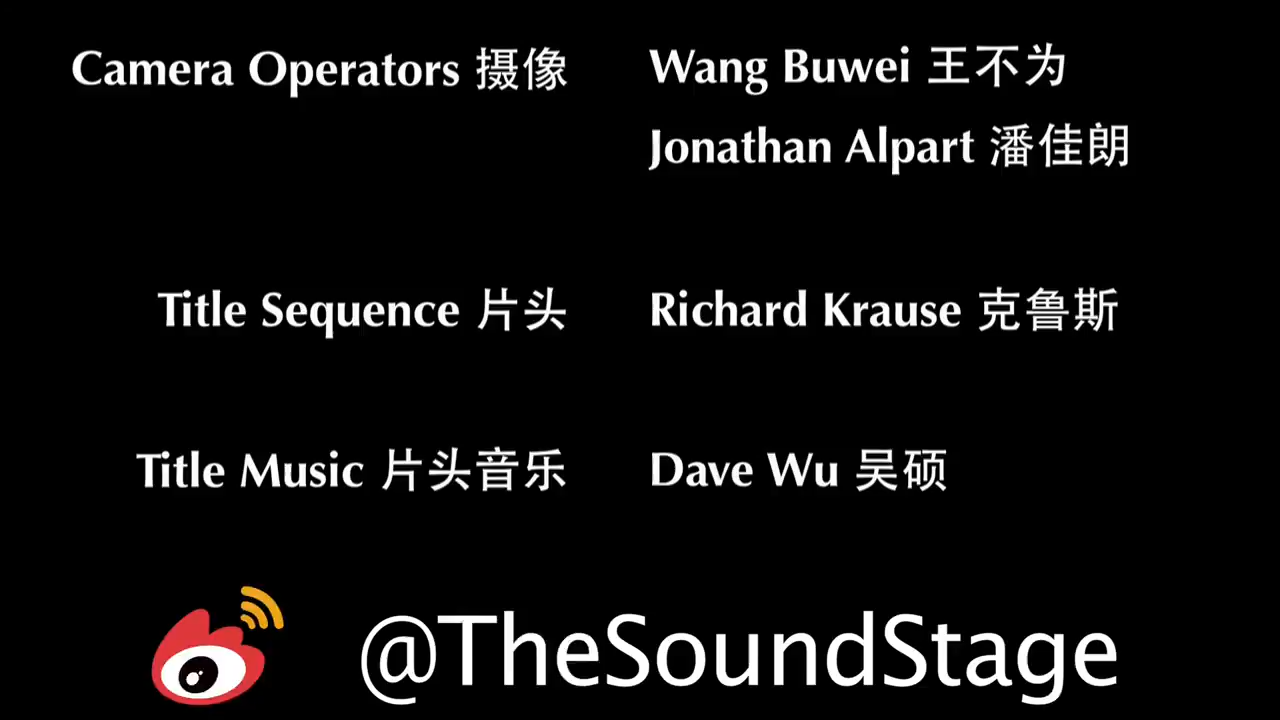 Camera Operators 摄像 Wang Buwei 王不为
Jonathan Alpart 潘佳朗
Title Sequence 片头 Richard Krause 克鲁斯
Title Music 片头音乐 Dave Wu 吴硕
@TheSoundStage